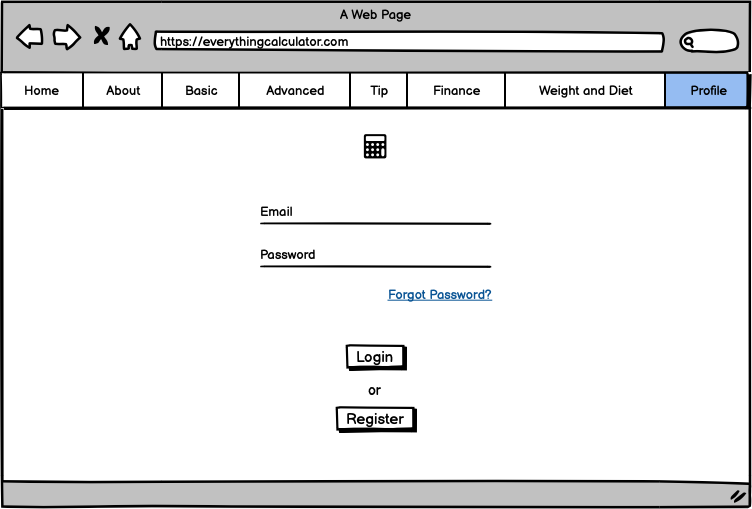 A Web Page
https://everythingcalculator.com
Home About Basic Advanced Tip Finance Weight and Diet Profile
Email
Password
Forgot Password?
Login
or
Register